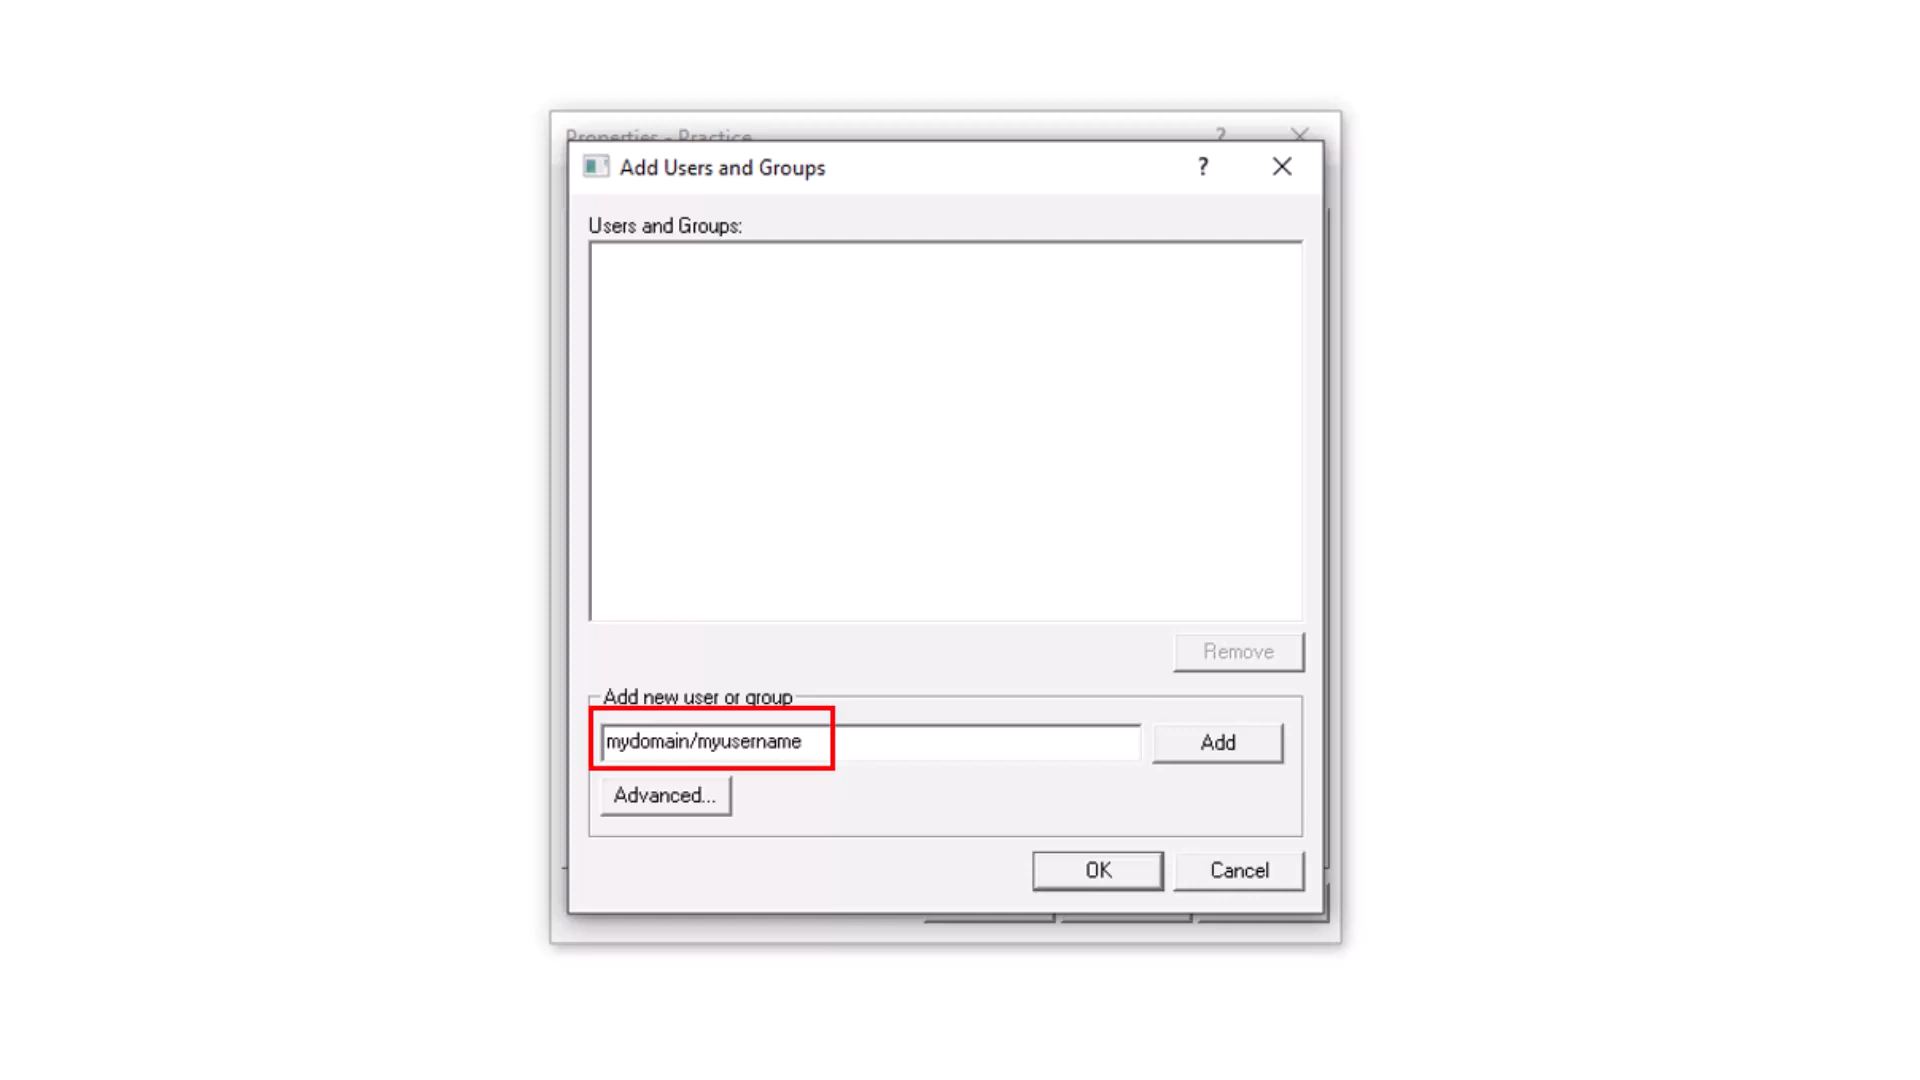 Properties - Practice
?
Add Users and Groups
?
Users and Groups:
Remove
Add new user or group
mydomain/myusername
Add
Advanced...
OK
Cancel